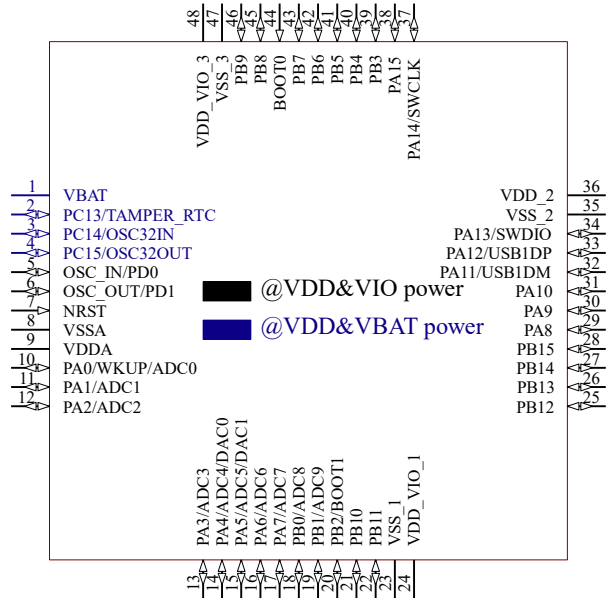 48 47 46 45 44 43 42 41 40 39 38 37
VDD_VIO_3
VSS_3
PB9
PB8
BOOT0
PB7
PB6
PB5
PB4
PB3
PA15
PA14/SWCLK
1 VBAT
2 PC13/TAMPER_RTC
3 PC14/OSC32IN
4 PC15/OSC32OUT
5 OSC_IN/PD0
6 OSC_OUT/PD1
7 NRST
8 VSSA
9 VDDA
10 PA0/WKUP/ADC0
11 PA1/ADC1
12 PA2/ADC2
@VDD&VIO power
@VDD&VBAT power
VDD_2 36
VSS_2 35
PA13/SWDIO 34
PA12/USB1DP 33
PA11/USB1DM 32
PA10 31
PA9 30
PA8 29
PB15 28
PB14 27
PB13 26
PB12 25
PA3/ADC3
PA4/ADC4/DAC0
PA5/ADC5/DAC1
PA6/ADC6
PA7/ADC7
PB0/ADC8
PB1/ADC9
PB2/BOOT1
PB10
PB11
VSS_1
VDD_VIO_1
13 14 15 16 17 18 19 20 21 22 23 24